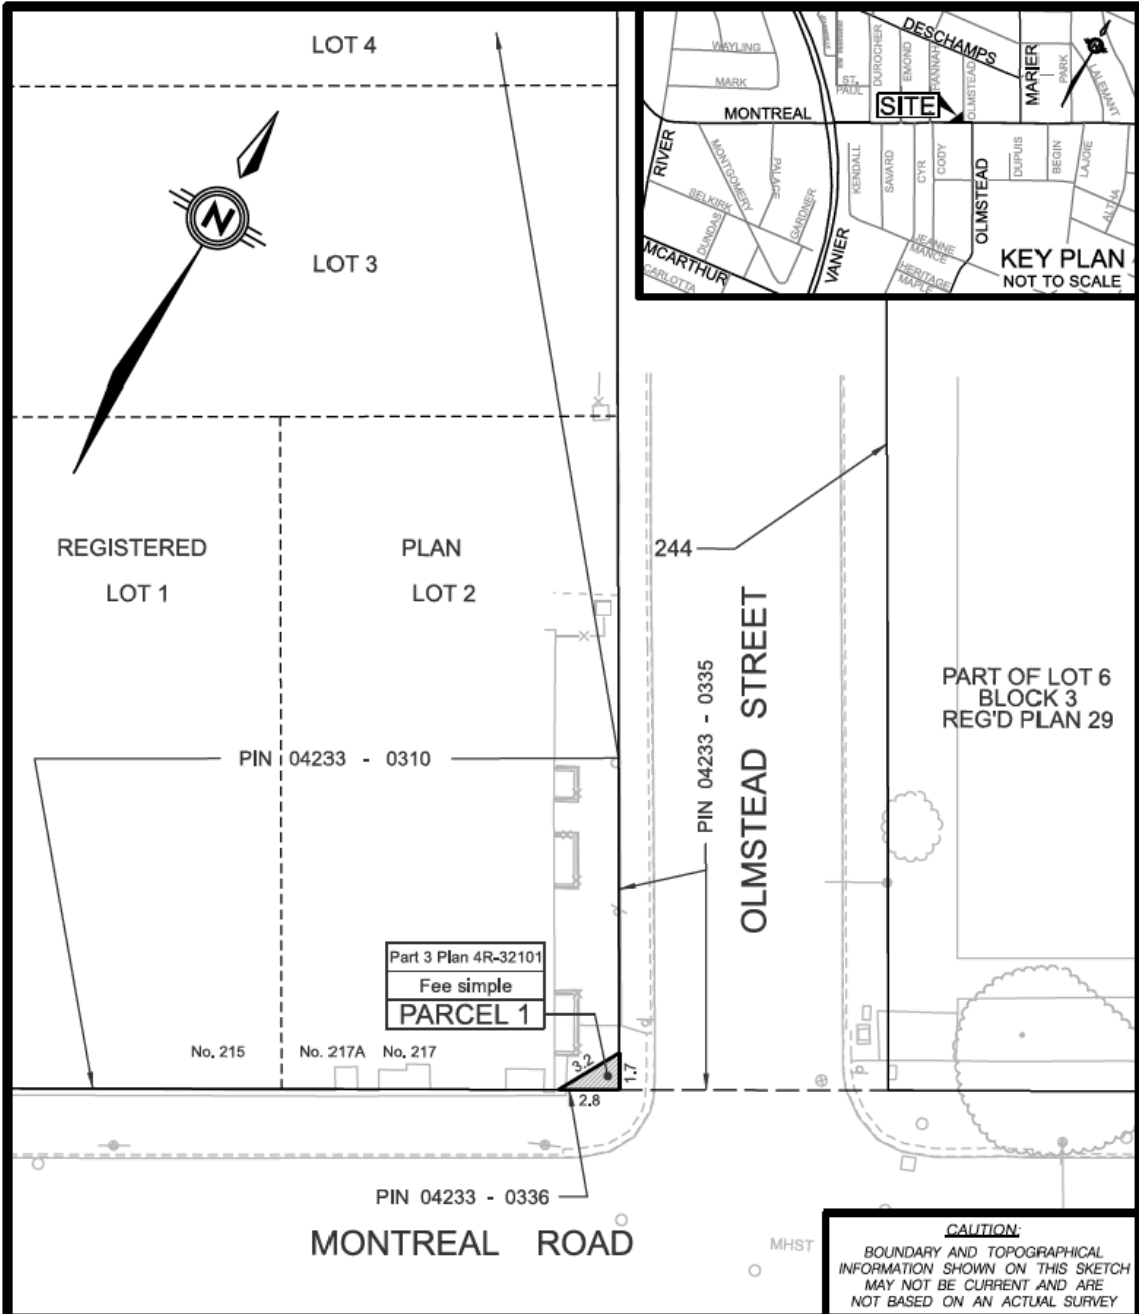 LOT 4
N
LOT 3
REGISTERED PLAN 244
LOT 1
LOT 2
PIN 04233 - 0310
PIN 04233 - 0335
OLMSTEAD STREET
PART OF LOT 6
BLOCK 3
REG'D PLAN 29
Part 3 Plan 4R-32101
Fee simple
PARCEL 1
No. 215
No. 217A
No. 217
3.2
1.7
2.8
PIN 04233 - 0336
MONTREAL ROAD
MHST
WAYLING
MARK
ST.
PAUL
DUROCHER
EMOND
HANNAH
OLMSTEAD
DESCHAMPS
MARIER
PARK
LALEMANT
SITE
MONTREAL
RIVER
MONTGOMERY
PALACE
SELKIRK
DUNDAS
GARDNER
MCARTHUR
CARLOTTA
VANIER
KENDALL
SAVARD
CYR
CODY
OLMSTEAD
DUPUIS
BEGIN
LAJOIE
ALTHA
JEANNE
MANCE
HERITAGE
MAPLE
KEY PLAN
NOT TO SCALE
CAUTION:
BOUNDARY AND TOPOGRAPHICAL
INFORMATION SHOWN ON THIS SKETCH
MAY NOT BE CURRENT AND ARE
NOT BASED ON AN ACTUAL SURVEY